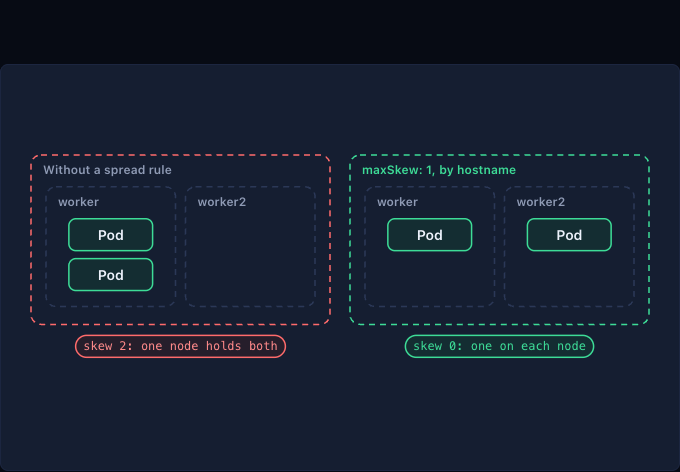 Without a spread rule
worker
Pod
Pod
worker2
skew 2: one node holds both
maxSkew: 1, by hostname
worker
Pod
worker2
Pod
skew 0: one on each node